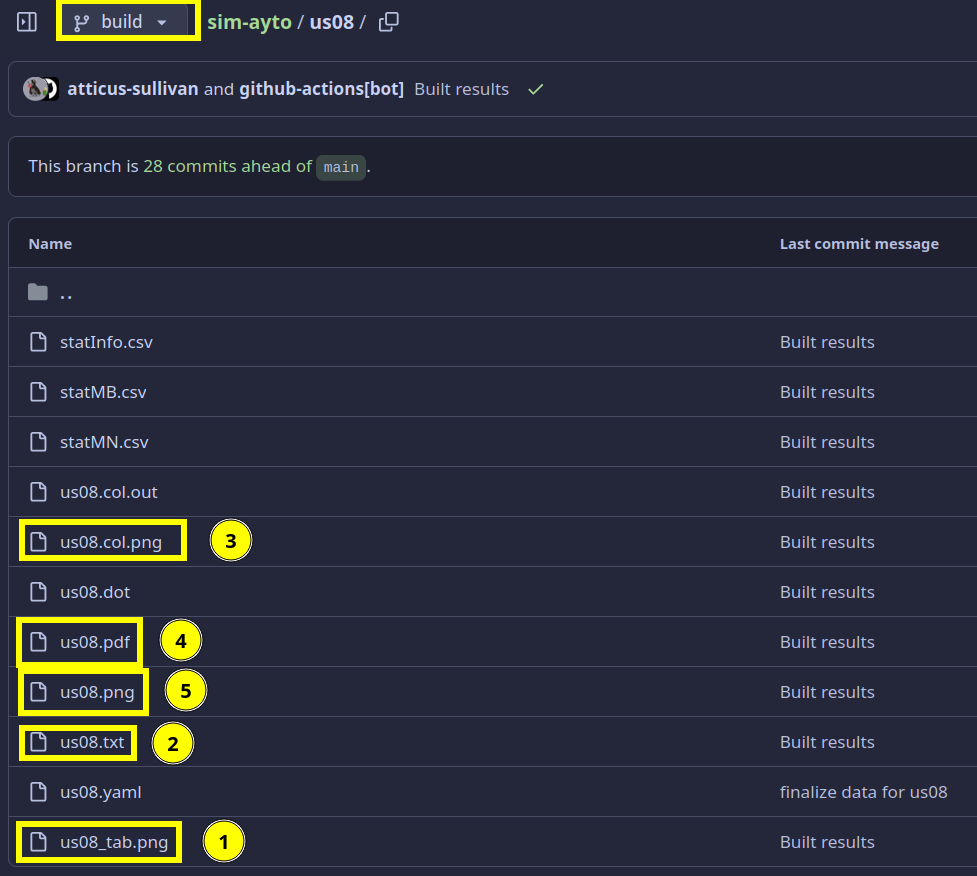 build sim-ayto / us08 /
atticus-sullivan and github-actions[bot] Built results
This branch is 28 commits ahead of main.
Name Last commit message
..
statInfo.csv Built results
statMB.csv Built results
statMN.csv Built results
us08.col.out Built results
us08.col.png 3 Built results
us08.dot Built results
us08.pdf 4 Built results
us08.png 5 Built results
us08.txt 2 Built results
us08.yaml finalize data for us08
us08_tab.png 1 Built results